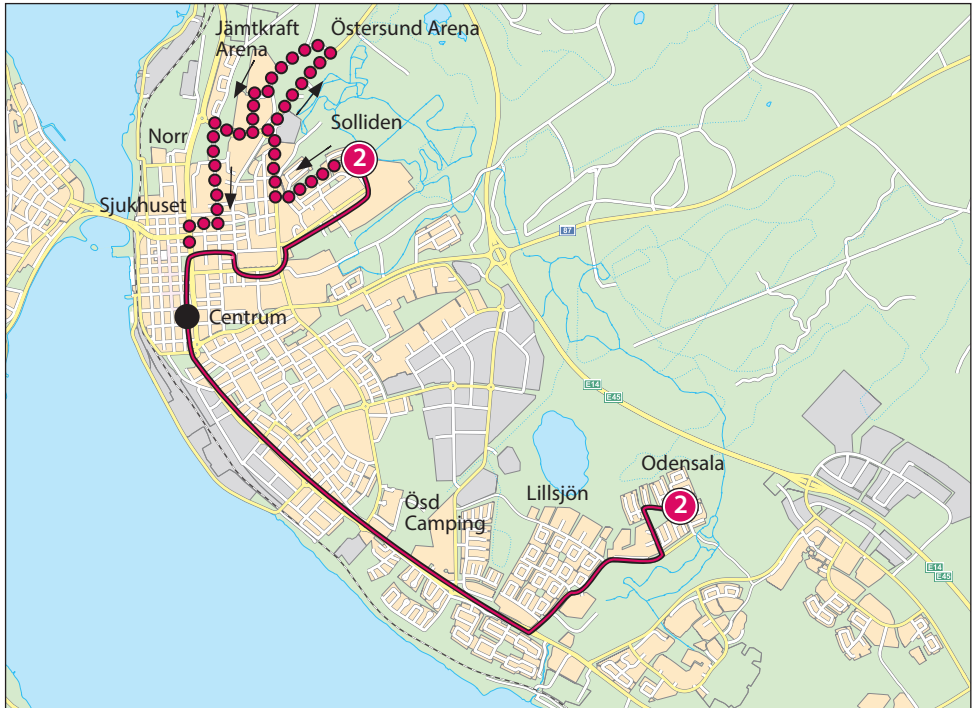 Jämtkraft
Arena
Östersund Arena
Norr
Solliden
2
Sjukhuset
87
Centrum
E14
E45
Odensala
Lillsjön
Ösd
Camping
2
E14
E45